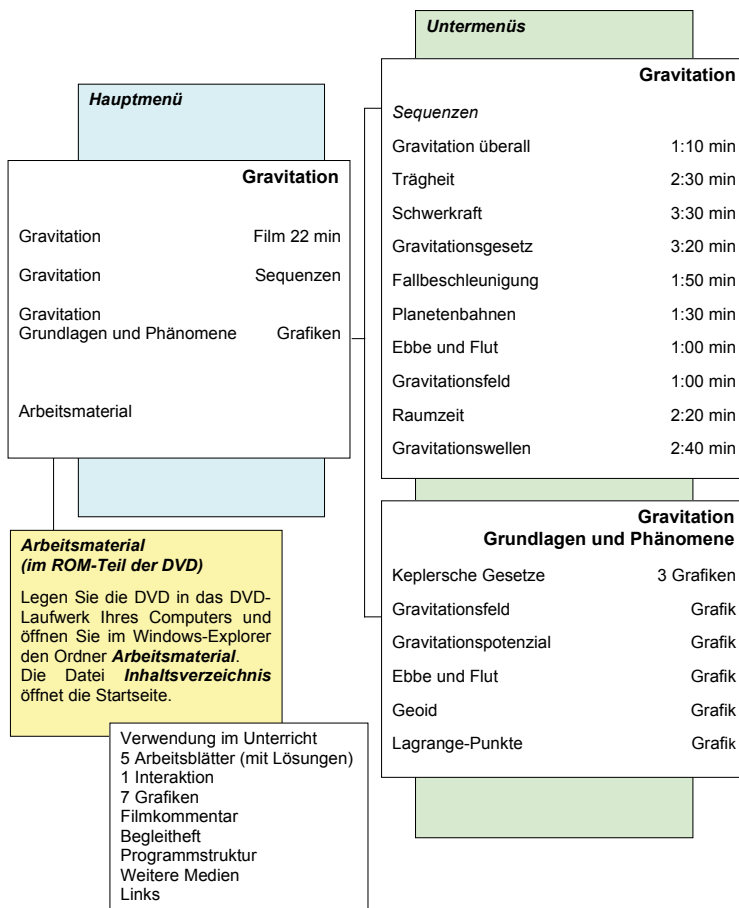 Hauptmenü
Gravitation
Gravitation Film 22 min
Gravitation Sequenzen
Gravitation
Grundlagen und Phänomene Grafiken
Arbeitsmaterial
Arbeitsmaterial
(im ROM-Teil der DVD)
Legen Sie die DVD in das DVD-
Laufwerk Ihres Computers und
öffnen Sie im Windows-Explorer
den Ordner Arbeitsmaterial.
Die Datei Inhaltsverzeichnis
öffnet die Startseite.
Verwendung im Unterricht
5 Arbeitsblätter (mit Lösungen)
1 Interaktion
7 Grafiken
Filmkommentar
Begleitheft
Programmstruktur
Weitere Medien
Links
Untermenüs
Gravitation
Sequenzen
Gravitation überall 1:10 min
Trägheit 2:30 min
Schwerkraft 3:30 min
Gravitationsgesetz 3:20 min
Fallbeschleunigung 1:50 min
Planetenbahnen 1:30 min
Ebbe und Flut 1:00 min
Gravitationsfeld 1:00 min
Raumzeit 2:20 min
Gravitationswellen 2:40 min
Gravitation
Grundlagen und Phänomene
Keplersche Gesetze 3 Grafiken
Gravitationsfeld Grafik
Gravitationspotenzial Grafik
Ebbe und Flut Grafik
Geoid Grafik
Lagrange-Punkte Grafik